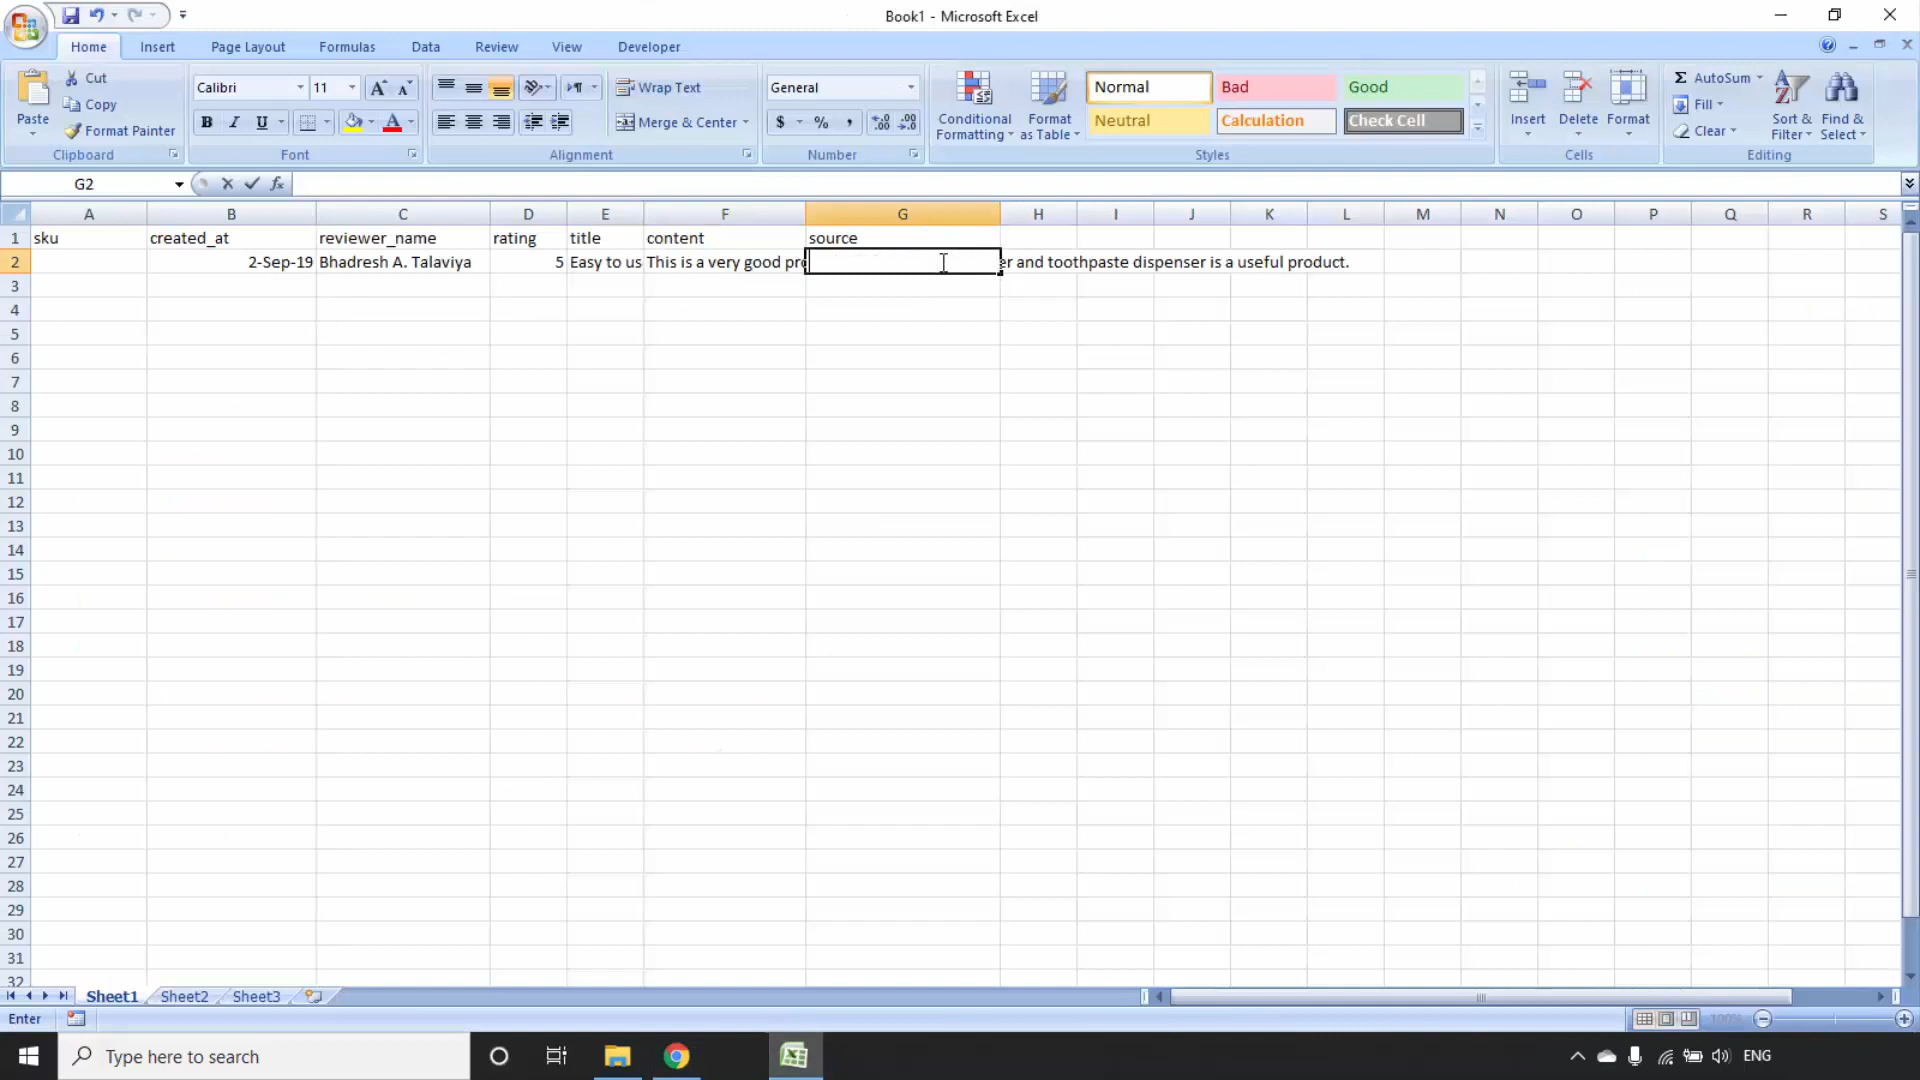 Book1 - Microsoft Excel
Home Insert Page Layout Formulas Data Review View Developer
Paste
Cut
Copy
Format Painter
Clipboard
Calibri 11
B I U
Font
Wrap Text
Merge & Center
Alignment
General
$ % ,
Number
Conditional Formatting
Format as Table
Normal Bad Good
Neutral Calculation Check Cell
Styles
Insert Delete Format
Cells
Σ AutoSum
Fill
Clear
Sort & Filter
Find & Select
Editing
G2 fx
A B C D E F G H I J K L M N O P Q R S
1 sku created_at reviewer_name rating title content source
2 2-Sep-19 Bhadresh A. Talaviya 5 Easy to us This is a very good pro r and toothpaste dispenser is a useful product.
3
4
5
6
7
8
9
10
11
12
13
14
15
16
17
18
19
20
21
22
23
24
25
26
27
28
29
30
31
32
Sheet1 Sheet2 Sheet3
Enter 100%
Type here to search ENG